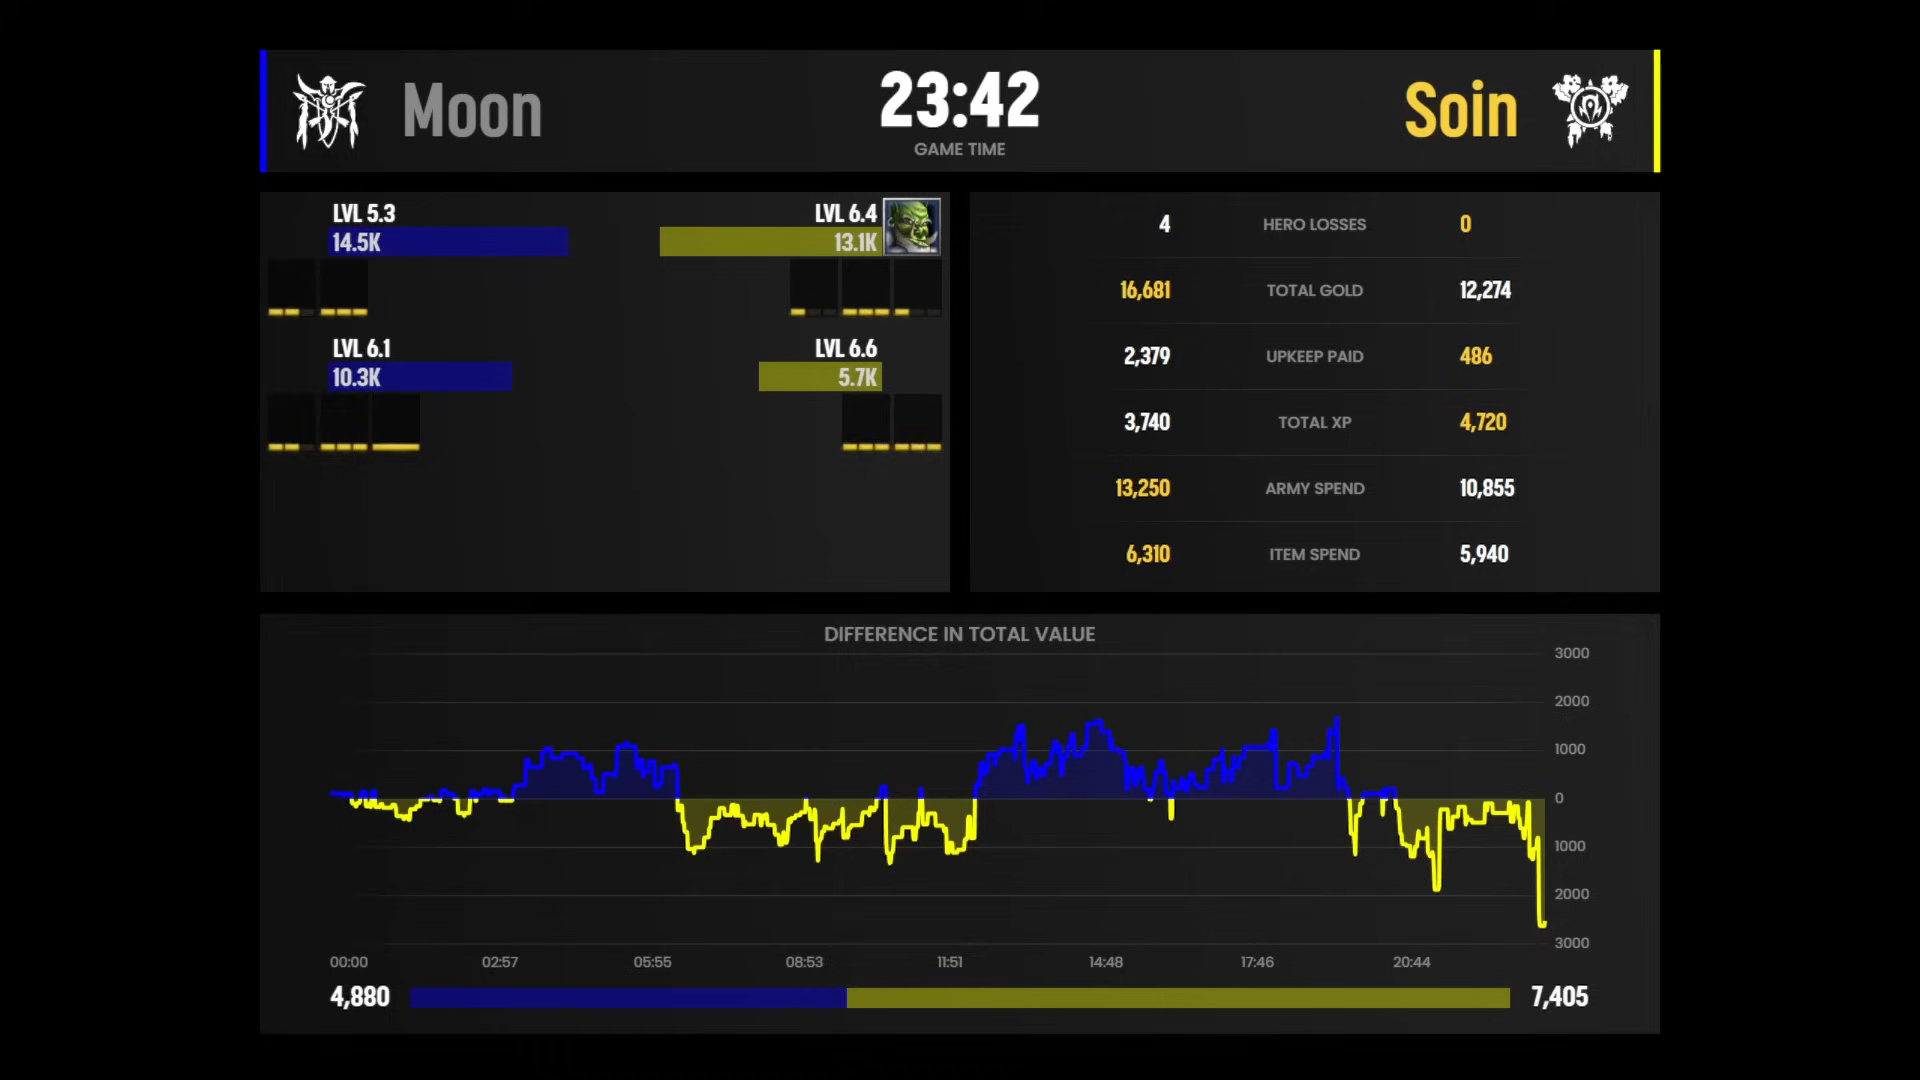 Moon
23:42
GAME TIME
Soin
LVL 5.3
14.5K
LVL 6.4
13.1K
LVL 6.1
10.3K
LVL 6.6
5.7K
4 HERO LOSSES 0
16,681 TOTAL GOLD 12,274
2,379 UPKEEP PAID 486
3,740 TOTAL XP 4,720
13,250 ARMY SPEND 10,855
6,310 ITEM SPEND 5,940
DIFFERENCE IN TOTAL VALUE
3000
2000
1000
0
1000
2000
3000
00:00 02:57 05:55 08:53 11:51 14:48 17:46 20:44
4,880 7,405